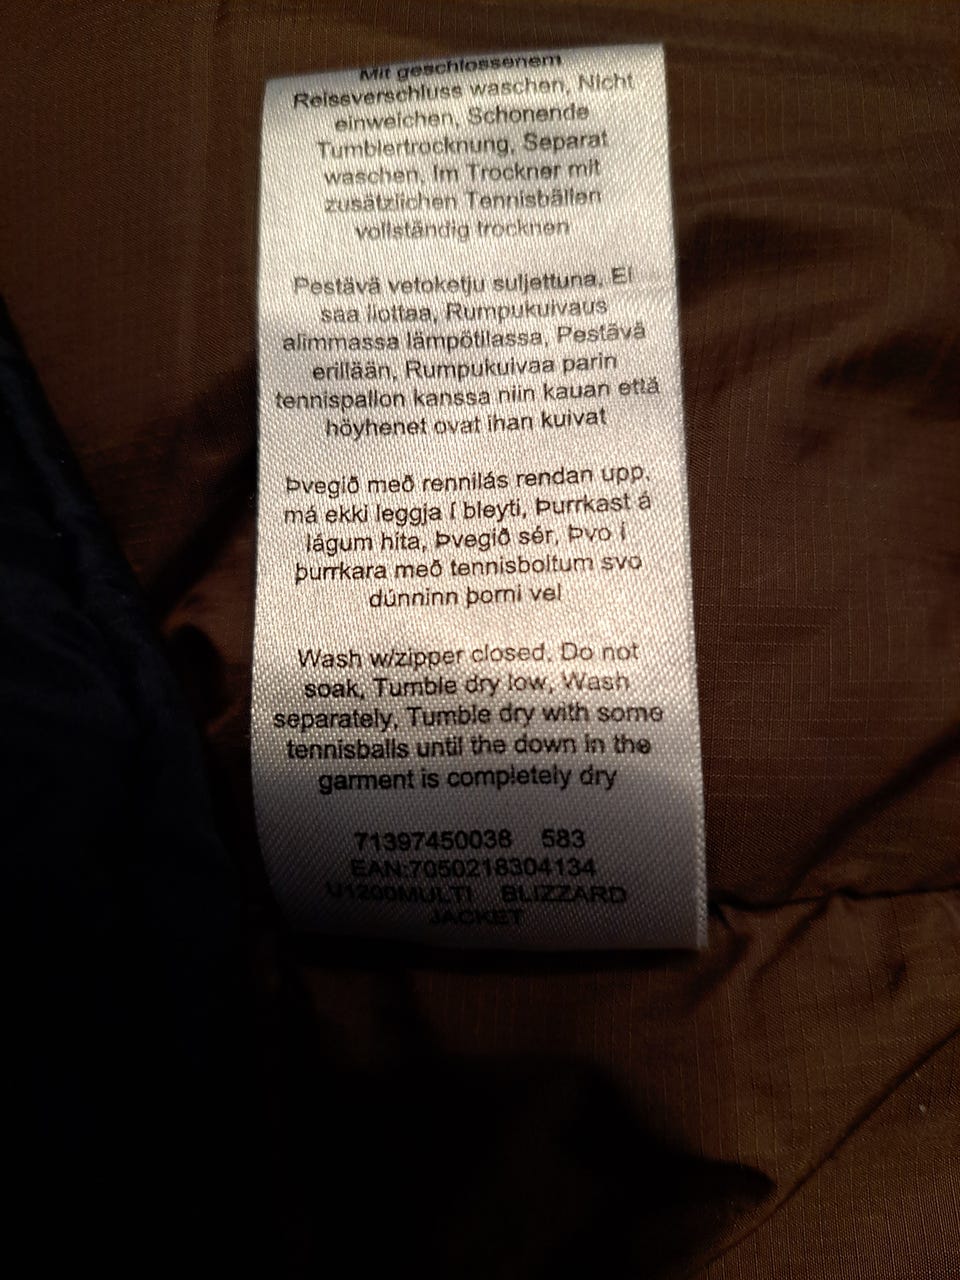 Mit geschlossenem
Reissverschluss waschen, Nicht
einweichen, Schonende
Tumblertrocknung, Separat
waschen, Im Trockner mit
zusätzlichen Tennisbällen
vollständig trocknen
Pestävä vetoketju suljettuna, Ei
saa liottaa, Rumpukuivaus
alimmassa lämpötilassa, Pestävä
erillään, Rumpukuivaa parin
tennispallon kanssa niin kauan että
höyhenet ovat ihan kuivat
Þvegið með rennilás rendan upp,
má ekki leggja í bleyti, Þurrkast á
lágum hita, Þvegið sér, Þvo í
þurrkara með tennisboltum svo
dúnninn þorni vel
Wash w/zipper closed, Do not
soak, Tumble dry low, Wash
separately, Tumble dry with some
tennisballs until the down in the
garment is completely dry
71397450038 583
EAN:7050218304134
U1200MULTI BLIZZARD
JACKET